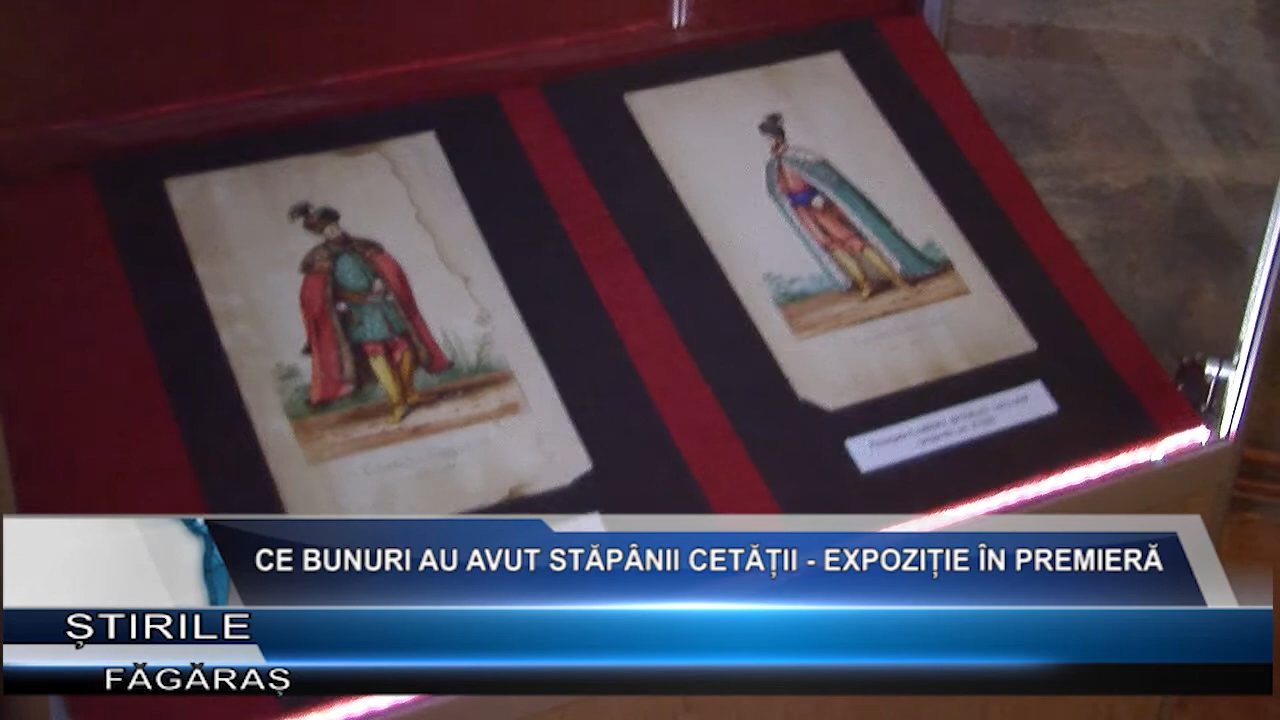 CE BUNURI AU AVUT STĂPÂNII CETĂȚII - EXPOZIȚIE ÎN PREMIERĂ
ȘTIRILE
FĂGĂRAȘ